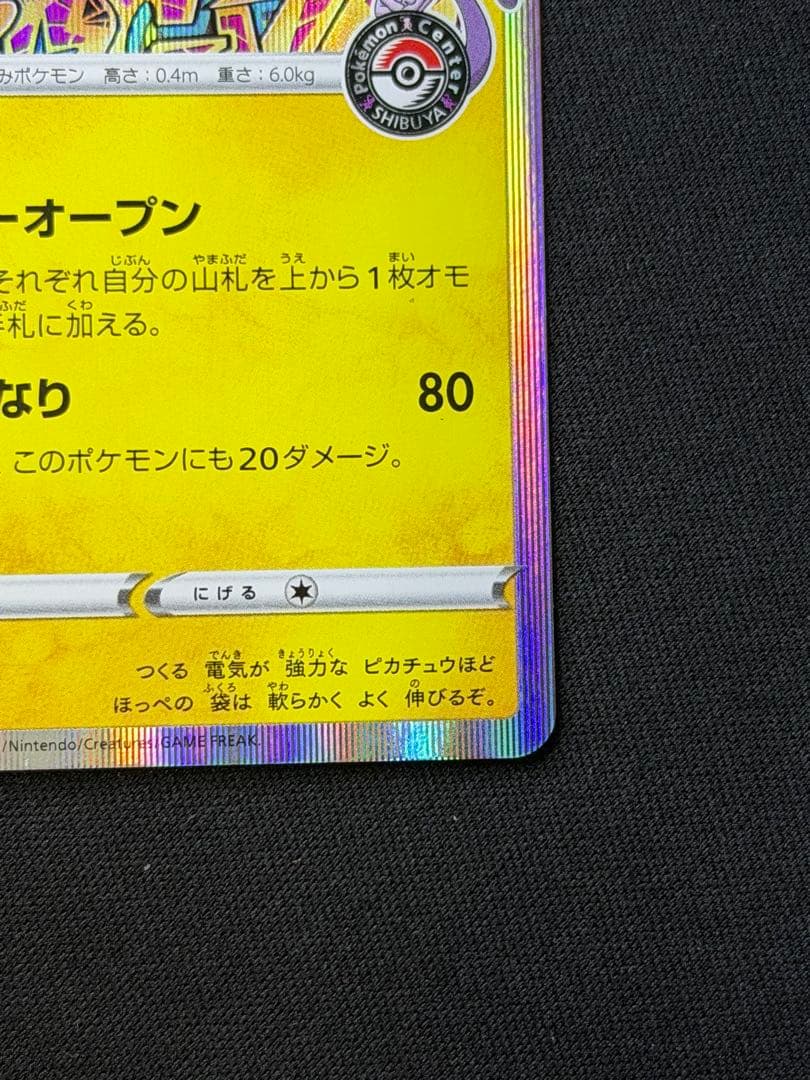 みポケモン 高さ:0.4m 重さ:6.0kg
Pokémon Center
SHIBUYA
ーオープン
それぞれ自分の山札を上から1枚オモ
手札に加える。
なり 80
、このポケモンにも20ダメージ。
にげる
つくる 電気が 強力な ピカチュウほど
ほっぺの 袋は 軟らかく よく 伸びるぞ。
/Nintendo/Creatures/GAME FREAK.